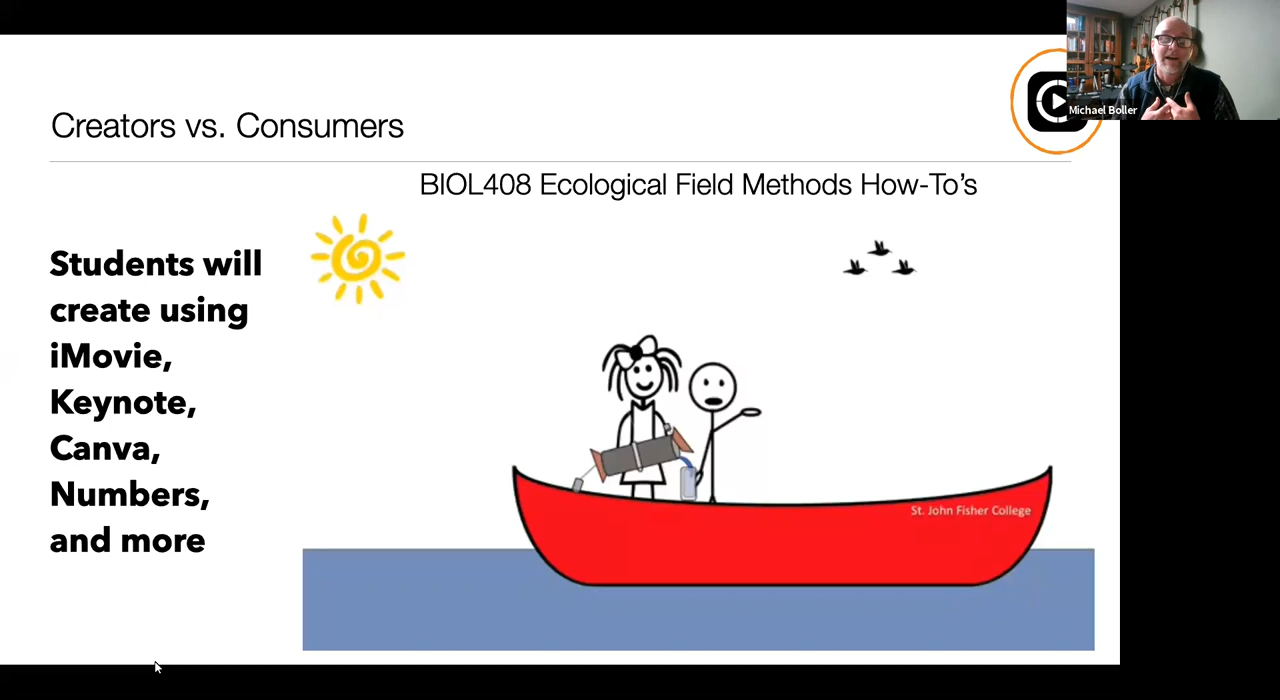 Michael Boller
Creators vs. Consumers
BIOL408 Ecological Field Methods How-To’s
Students will
create using
iMovie,
Keynote,
Canva,
Numbers,
and more
St. John Fisher College